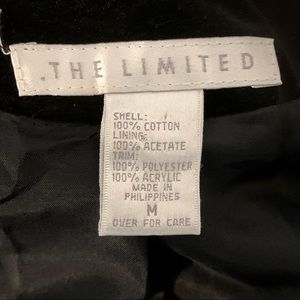 THE LIMITED
SHELL:
100% COTTON
LINING:
100% ACETATE
TRIM:
100% POLYESTER
100% ACRYLIC
MADE IN
PHILIPPINES
M
OVER FOR CARE